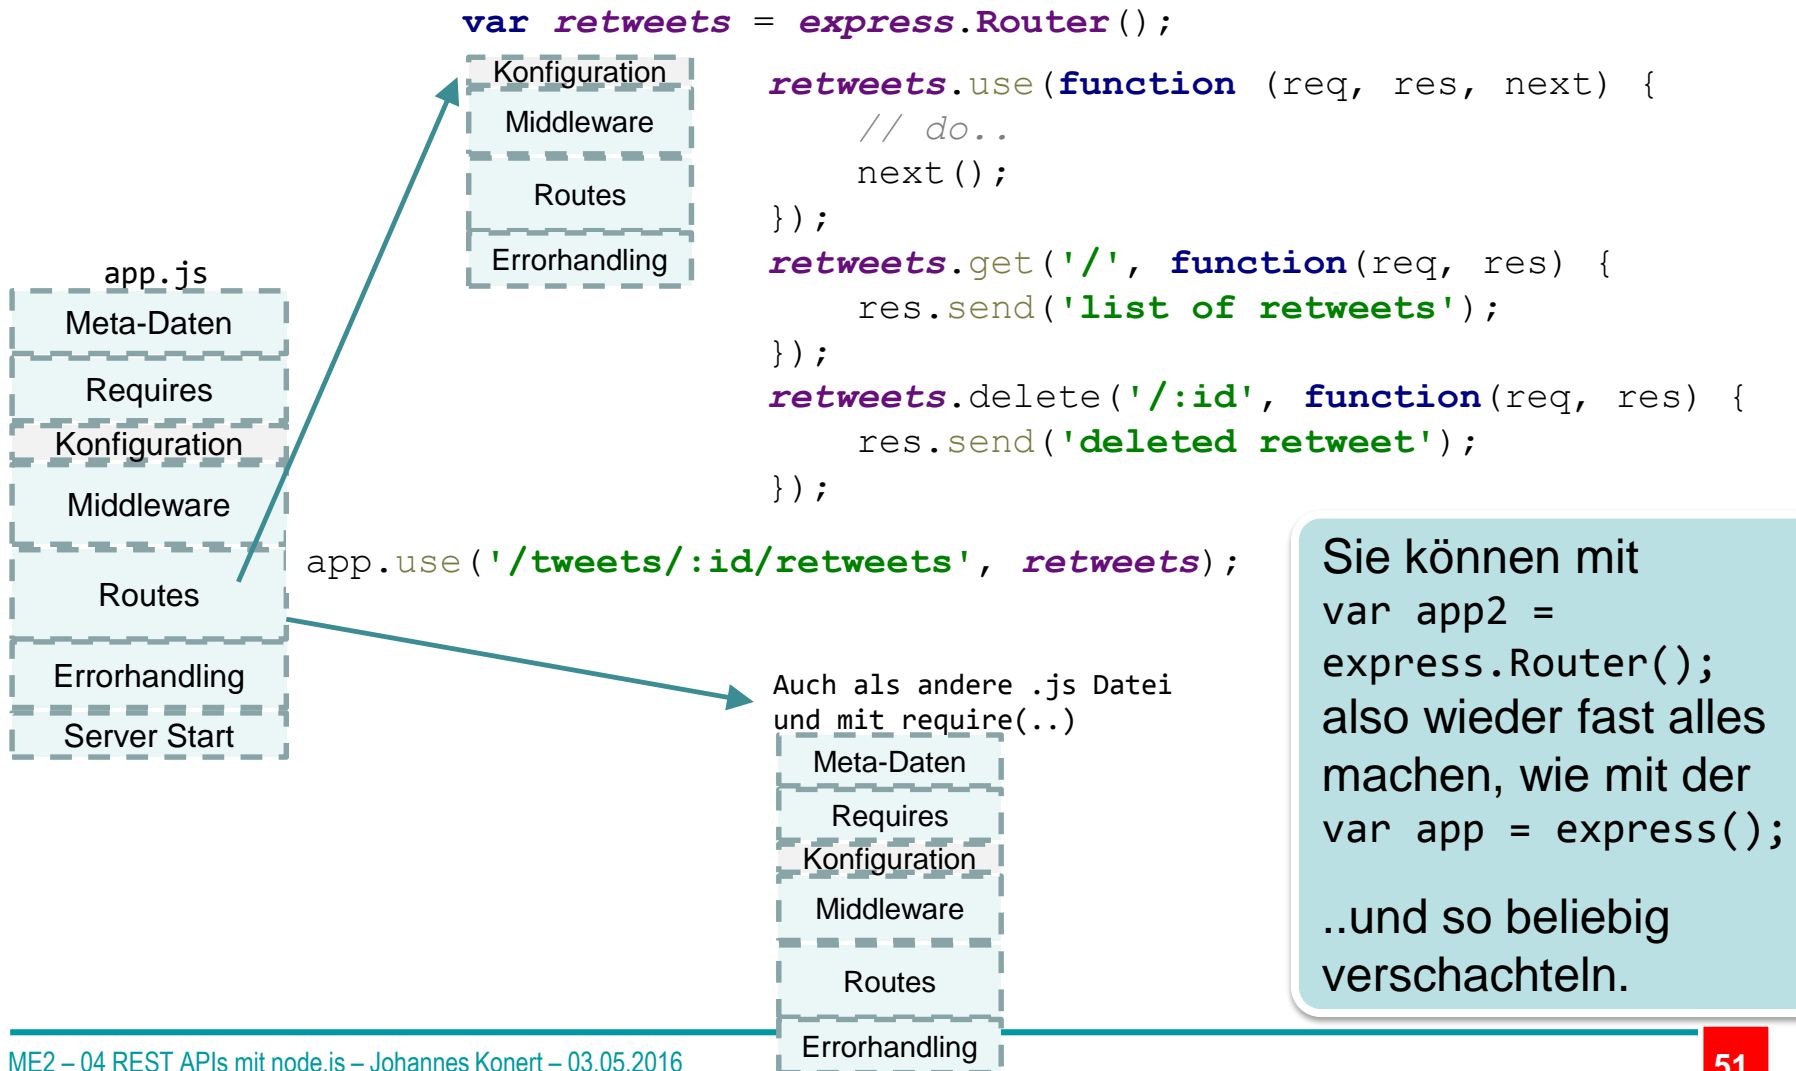 var retweets = express.Router();
Konfiguration
Middleware
Routes
Errorhandling
retweets.use(function (req, res, next) {
// do..
next();
});
retweets.get('/', function(req, res) {
res.send('list of retweets');
});
retweets.delete('/:id', function(req, res) {
res.send('deleted retweet');
});
app.js
Meta-Daten
Requires
Konfiguration
Middleware
Routes
Errorhandling
Server Start
app.use('/tweets/:id/retweets', retweets);
Auch als andere .js Datei
und mit require(..)
Meta-Daten
Requires
Konfiguration
Middleware
Routes
Errorhandling
Sie können mit
var app2 =
express.Router();
also wieder fast alles
machen, wie mit der
var app = express();
..und so beliebig
verschachteln.
ME2 – 04 REST APIs mit node.js – Johannes Konert – 03.05.2016
51